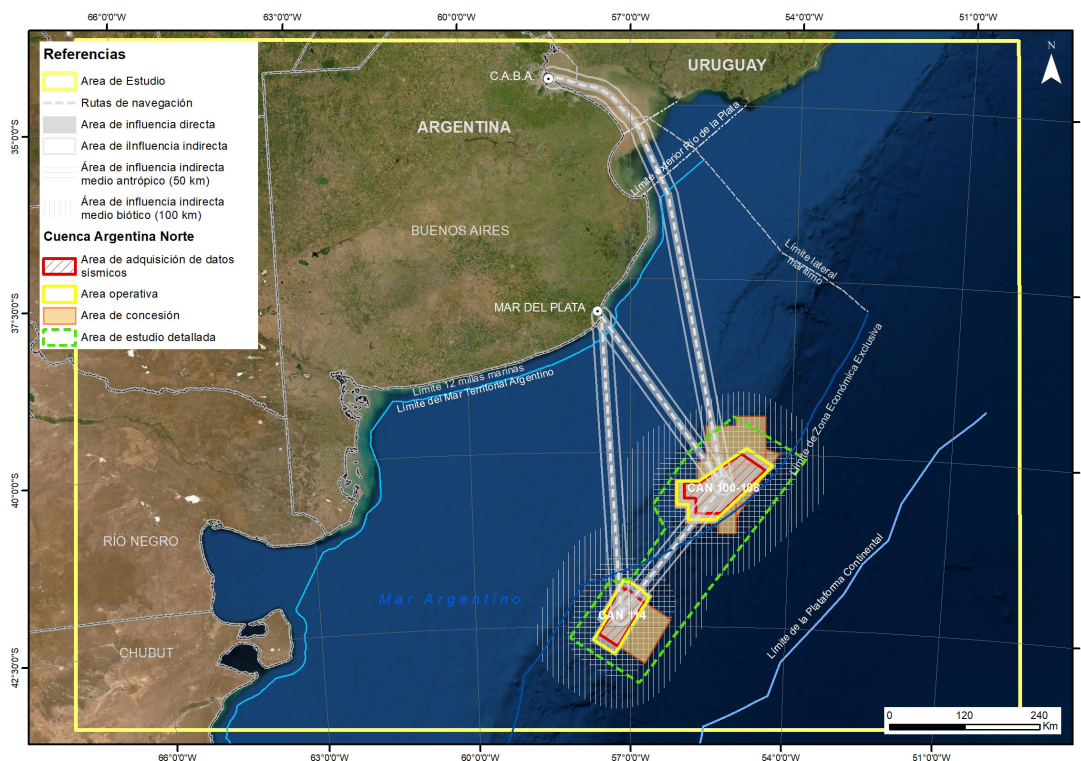 66°0'0"W
63°0'0"W
60°0'0"W
57°0'0"W
54°0'0"W
51°0'0"W
Referencias
Area de Estudio
Rutas de navegación
Area de influencia directa
Area de iInfluencia indirecta
Área de influencia indirecta
medio antrópico (50 km)
Área de influencia indirecta
medio biótico (100 km)
Cuenca Argentina Norte
Area de adquisición de datos
sísmicos
Area operativa
Area de concesión
Area de estudio detallada
N
C.A.B.A.
URUGUAY
ARGENTINA
Límite exterior Río de la Plata
BUENOS AIRES
Límite lateral
marítimo
MAR DEL PLATA
Límite 12 millas marinas
Límite del Mar Territorial Argentino
Límite de Zona Económica Exclusiva
CAN 100-108
RÍO NEGRO
Mar Argentino
CAN 114
Límite de la Plataforma Continental
CHUBUT
35°0'0"S
37°30'0"S
40°0'0"S
42°30'0"S
0
120
240
Km
66°0'0"W
63°0'0"W
60°0'0"W
57°0'0"W
54°0'0"W
51°0'0"W